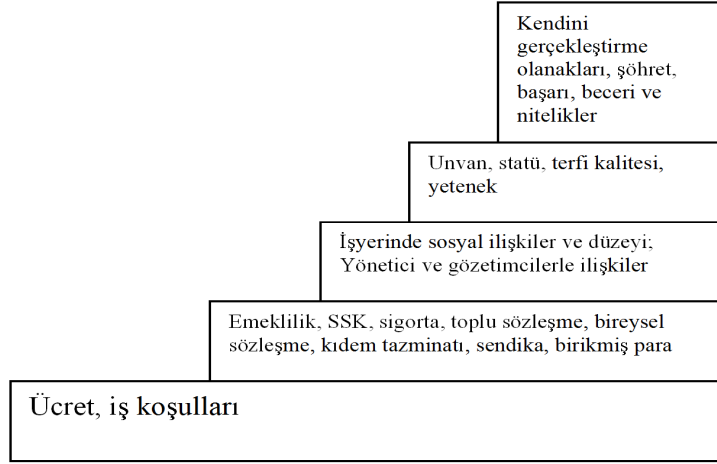 Kendini
gerçekleştirme
olanakları, şöhret,
başarı, beceri ve
nitelikler
Unvan, statü, terfi kalitesi,
yetenek
İşyerinde sosyal ilişkiler ve düzeyi;
Yönetici ve gözetimcilerle ilişkiler
Emeklilik, SSK, sigorta, toplu sözleşme, bireysel
sözleşme, kıdem tazminatı, sendika, birikmiş para
Ücret, iş koşulları